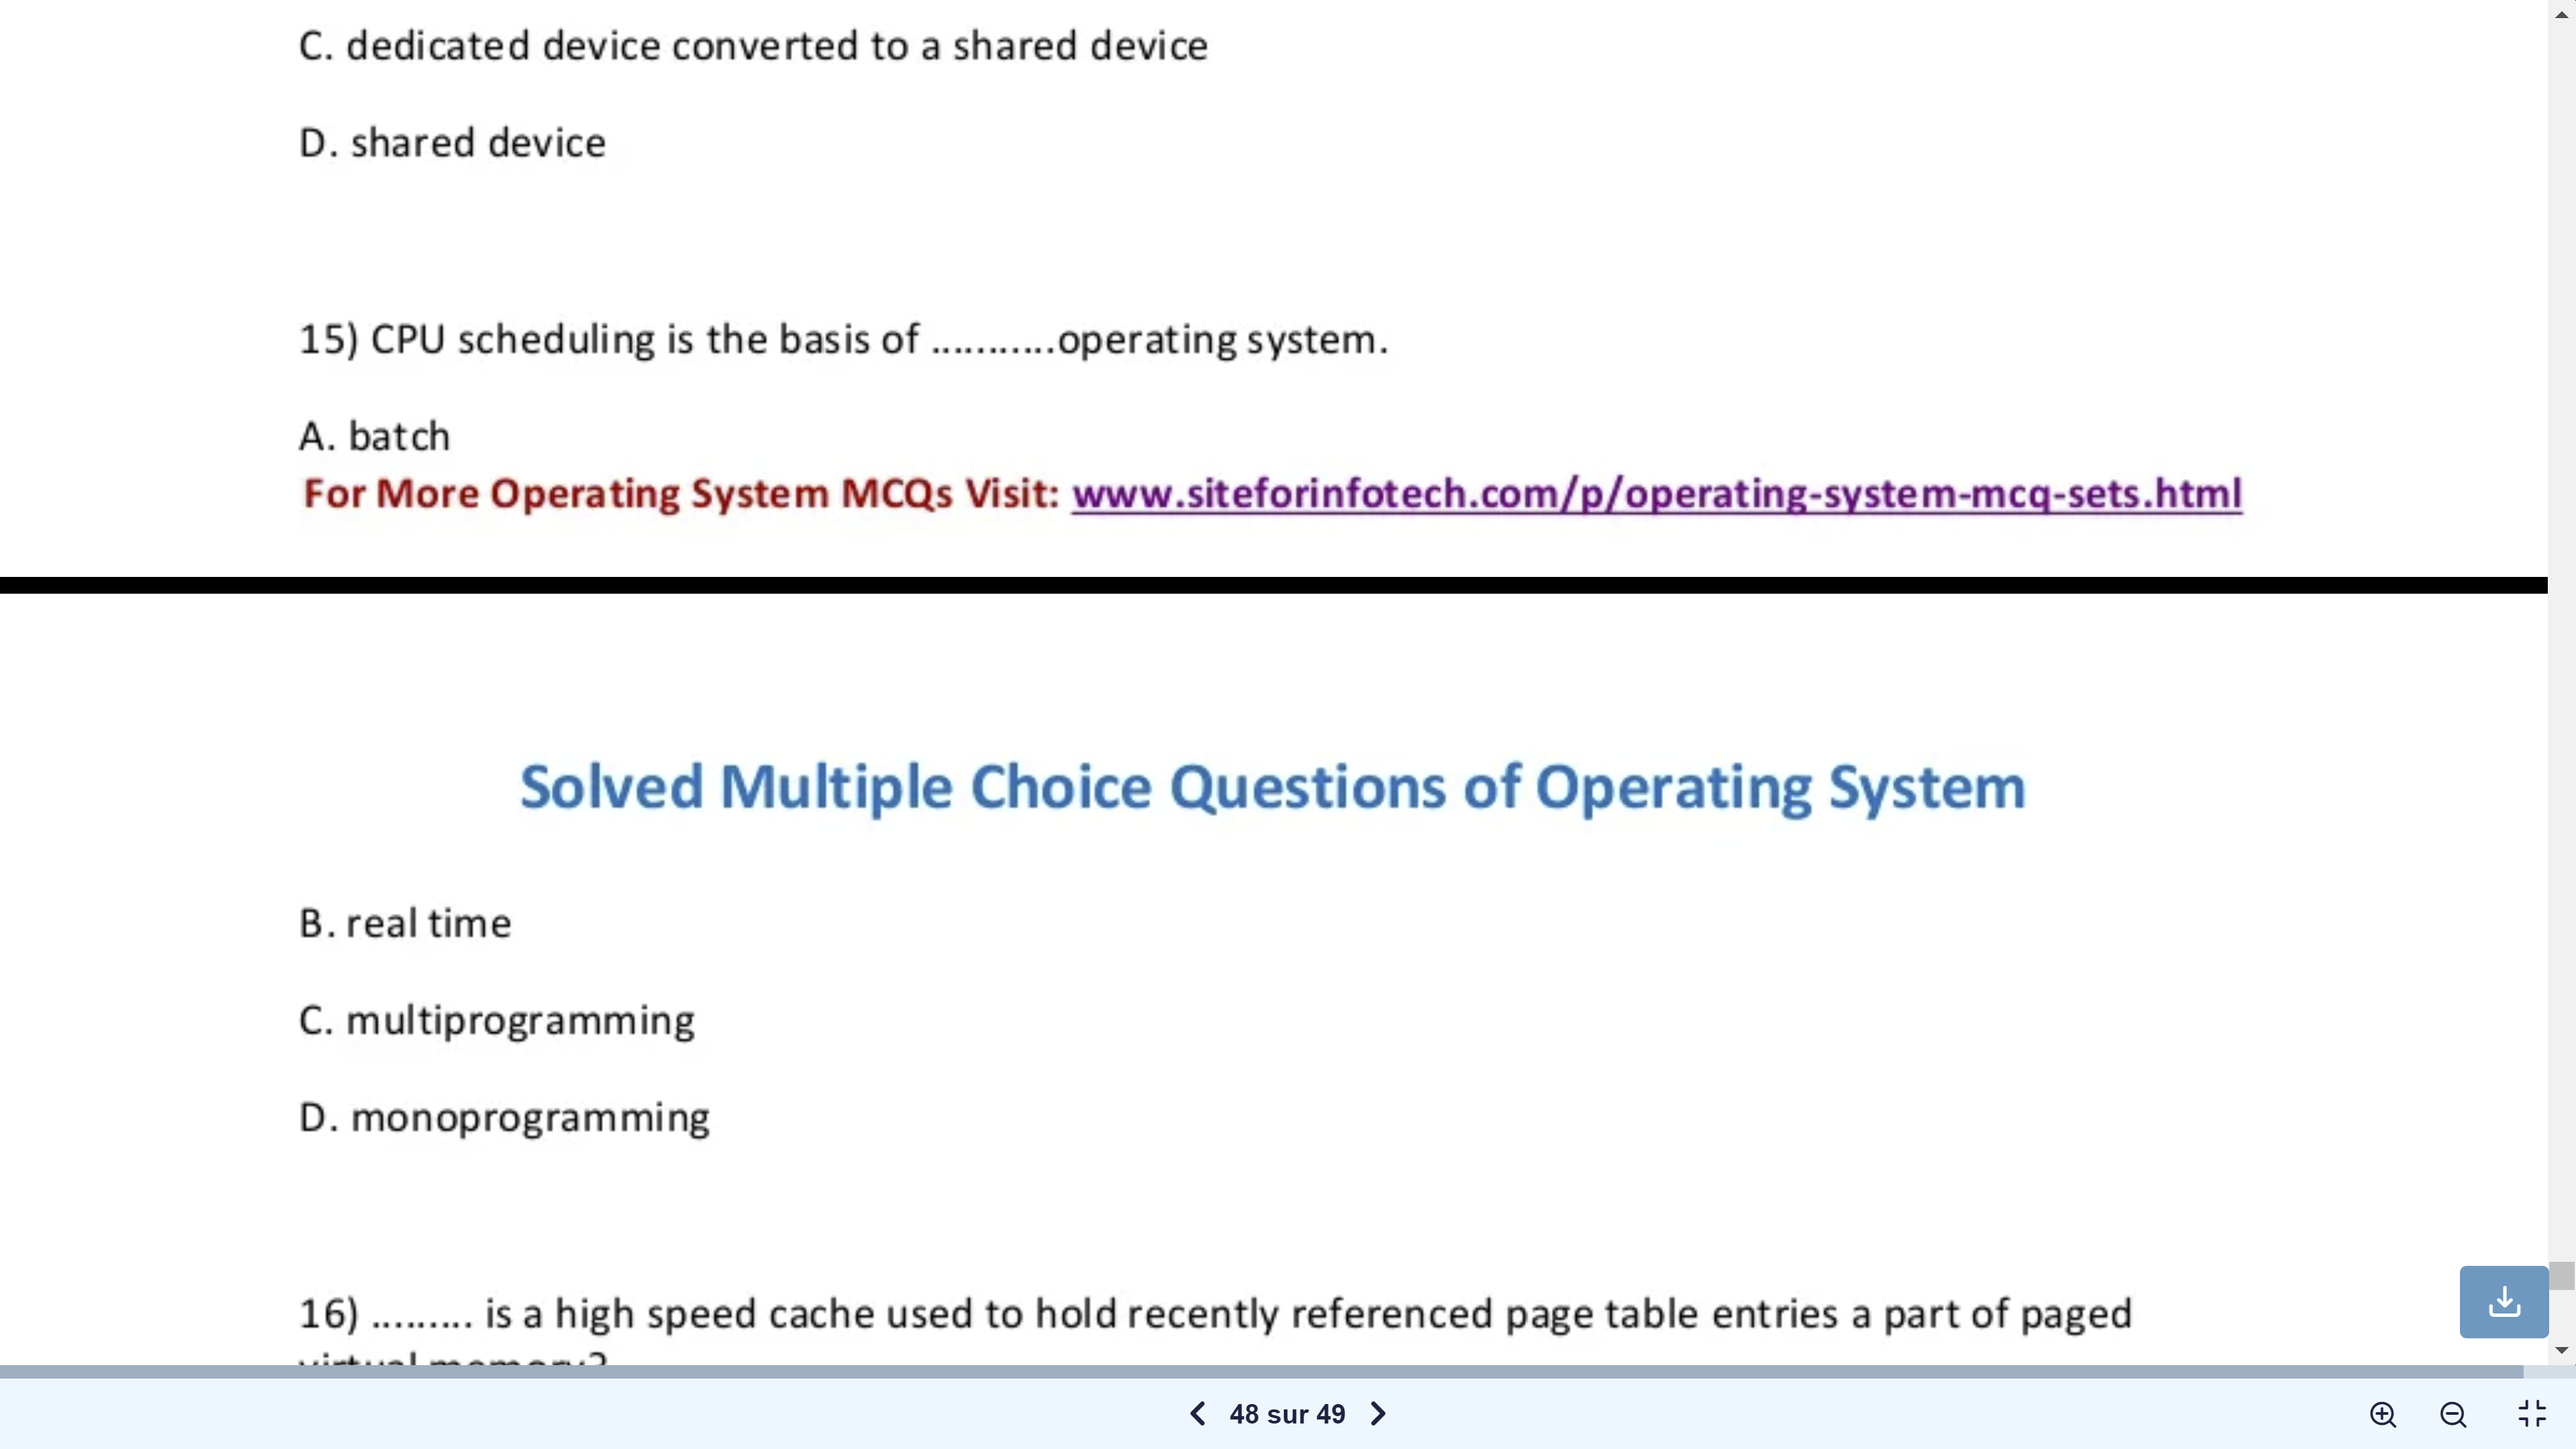 C. dedicated device converted to a shared device
D. shared device
15) CPU scheduling is the basis of ...........operating system.
A. batch
For More Operating System MCQs Visit: www.siteforinfotech.com/p/operating-system-mcq-sets.html
Solved Multiple Choice Questions of Operating System
B. real time
C. multiprogramming
D. monoprogramming
16) ......... is a high speed cache used to hold recently referenced page table entries a part of paged
virtual memory?
48 sur 49